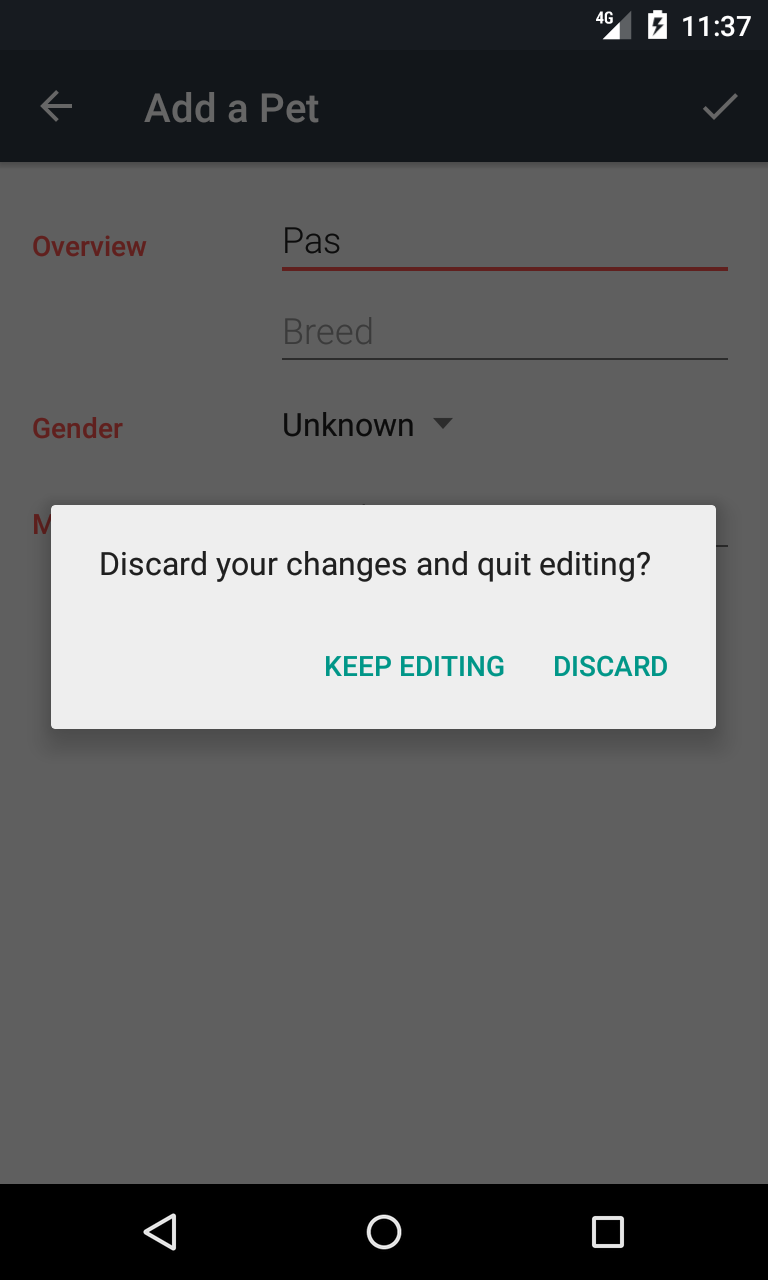 4G 11:37
Add a Pet
Overview Pas
Breed
Gender Unknown
Discard your changes and quit editing?
KEEP EDITING DISCARD